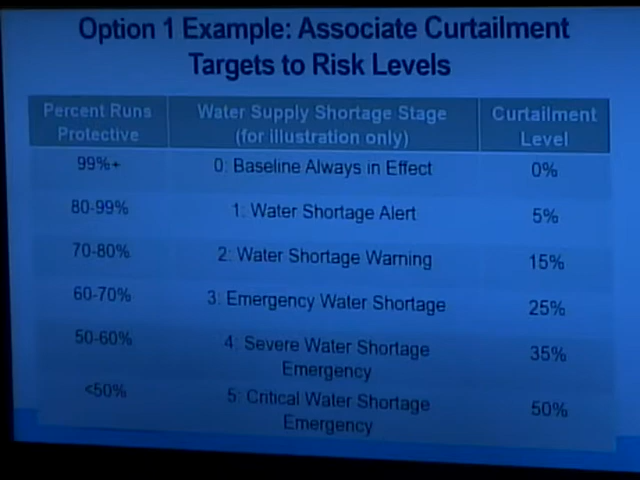 Option 1 Example: Associate Curtailment
Targets to Risk Levels
Percent Runs Protective
Water Supply Shortage Stage (for illustration only)
Curtailment Level
99%+ 0: Baseline Always in Effect 0%
80-99% 1: Water Shortage Alert 5%
70-80% 2: Water Shortage Warning 15%
60-70% 3: Emergency Water Shortage 25%
50-60% 4: Severe Water Shortage Emergency 35%
<50% 5: Critical Water Shortage Emergency 50%